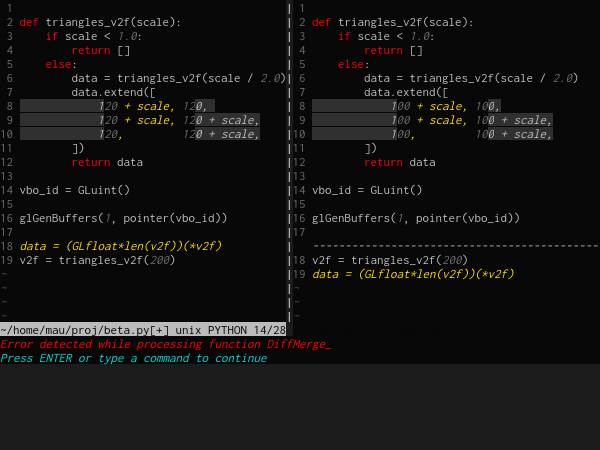 1
2 def triangles_v2f(scale):
3 if scale < 1.0:
4 return []
5 else:
6 data = triangles_v2f(scale / 2.0)
7 data.extend([
8 120 + scale, 120,
9 120 + scale, 120 + scale,
10 120, 120 + scale,
11 ])
12 return data
13
14 vbo_id = GLuint()
15
16 glGenBuffers(1, pointer(vbo_id))
17
18 data = (GLfloat*len(v2f))(*v2f)
19 v2f = triangles_v2f(200)
~
~
~
~
~/home/mau/proj/beta.py[+] unix PYTHON 14/28
1
2 def triangles_v2f(scale):
3 if scale < 1.0:
4 return []
5 else:
6 data = triangles_v2f(scale / 2.0)
7 data.extend([
8 100 + scale, 100,
9 100 + scale, 100 + scale,
10 100, 100 + scale,
11 ])
12 return data
13
14 vbo_id = GLuint()
15
16 glGenBuffers(1, pointer(vbo_id))
17
--------------------------------------------
18 v2f = triangles_v2f(200)
19 data = (GLfloat*len(v2f))(*v2f)
~
~
~
Error detected while processing function DiffMerge_
Press ENTER or type a command to continue